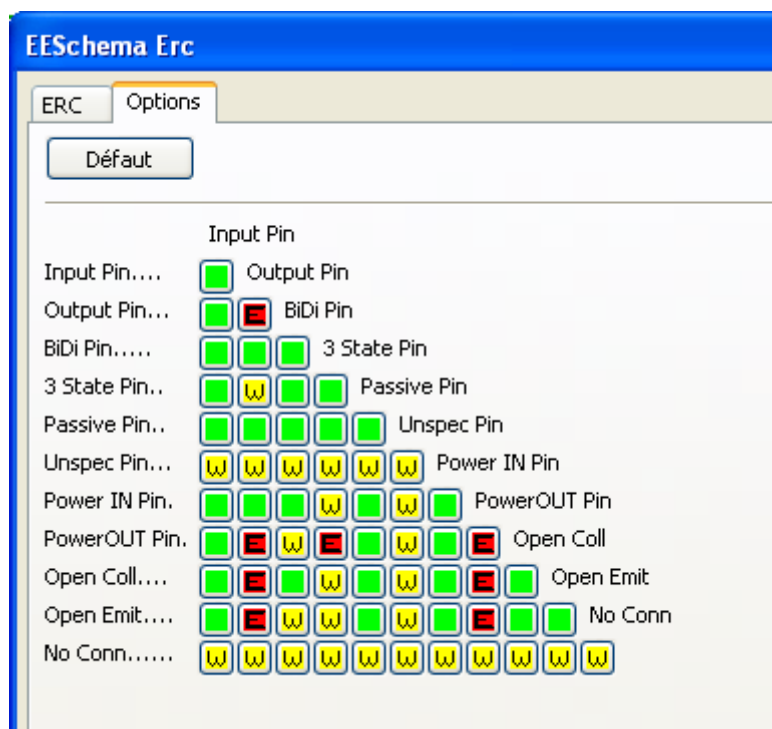 EESchema Erc
ERC Options
Défaut
Input Pin
Input Pin.... Output Pin
Output Pin... E BiDi Pin
BiDi Pin..... 3 State Pin
3 State Pin.. W Passive Pin
Passive Pin.. Unspec Pin
Unspec Pin... W W W W W W Power IN Pin
Power IN Pin. W W PowerOUT Pin
PowerOUT Pin. E W E W E Open Coll
Open Coll.... E W W E Open Emit
Open Emit.... E W W W E No Conn
No Conn...... W W W W W W W W W W W